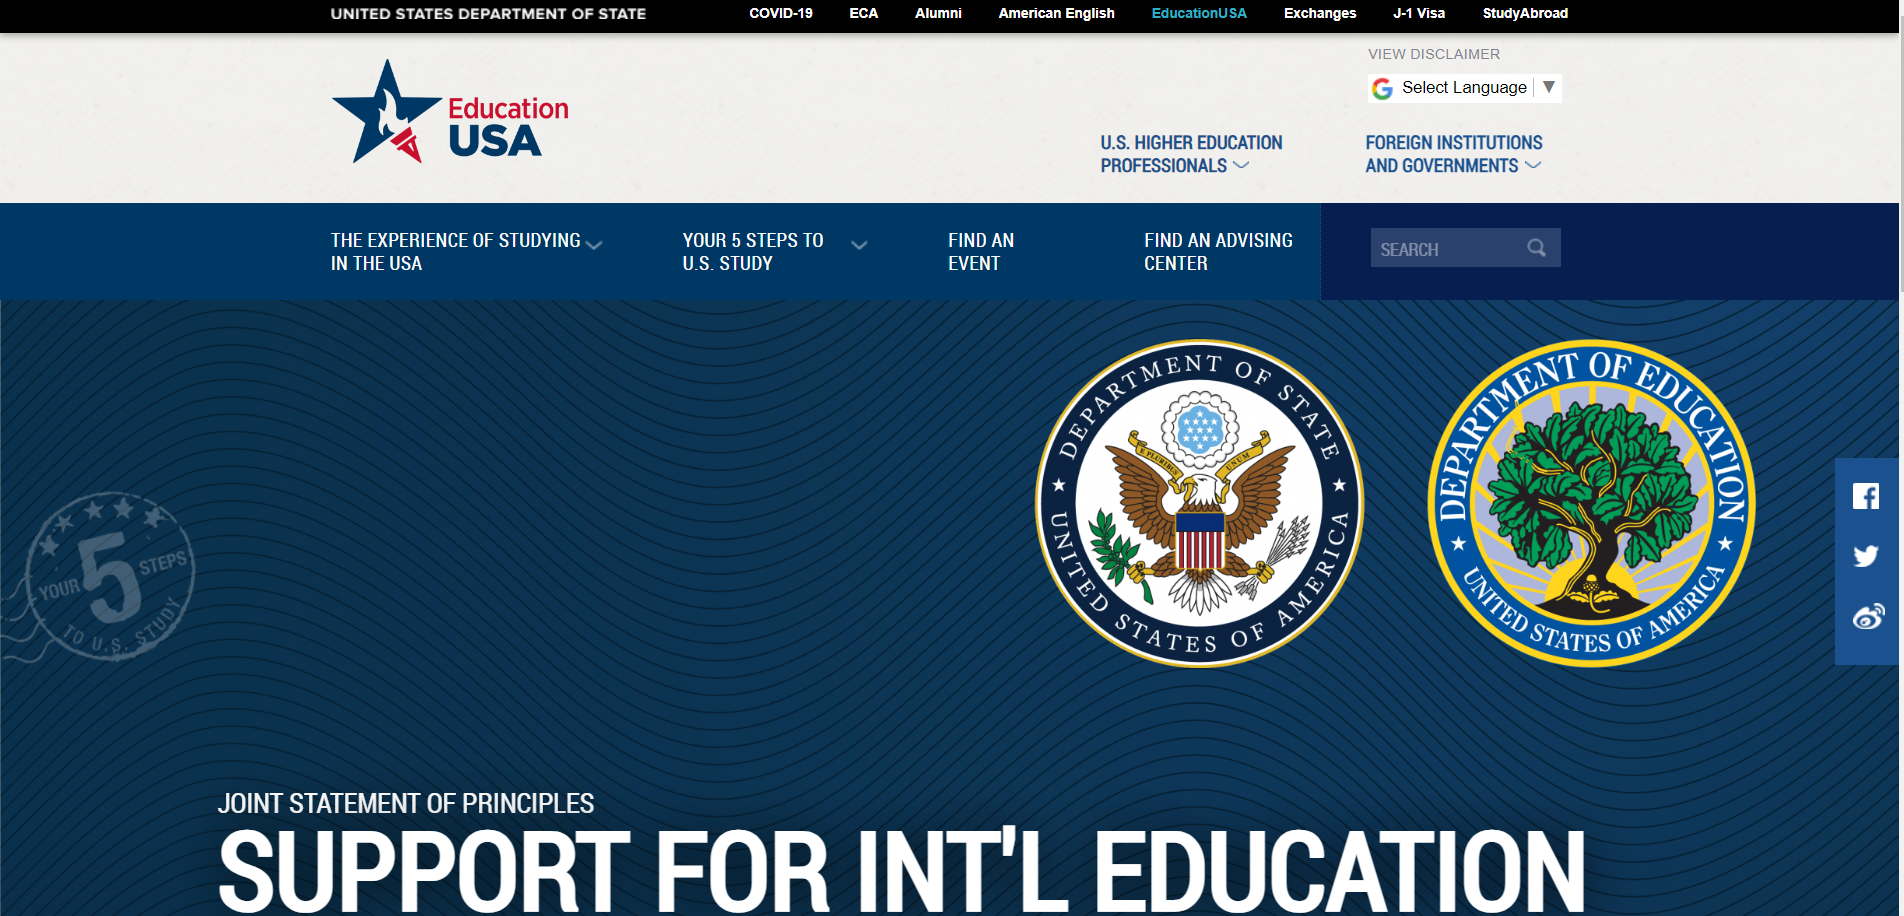 UNITED STATES DEPARTMENT OF STATE
COVID-19
ECA
Alumni
American English
EducationUSA
Exchanges
J-1 Visa
StudyAbroad
VIEW DISCLAIMER
Select Language
Education
USA
U.S. HIGHER EDUCATION
PROFESSIONALS
FOREIGN INSTITUTIONS
AND GOVERNMENTS
THE EXPERIENCE OF STUDYING
IN THE USA
YOUR 5 STEPS TO
U.S. STUDY
FIND AN
EVENT
FIND AN ADVISING
CENTER
SEARCH
DEPARTMENT OF STATE
E PLURIBUS UNUM
UNITED STATES OF AMERICA
DEPARTMENT OF EDUCATION
UNITED STATES OF AMERICA
YOUR 5 STEPS
TO U.S. STUDY
JOINT STATEMENT OF PRINCIPLES
SUPPORT FOR INT'L EDUCATION